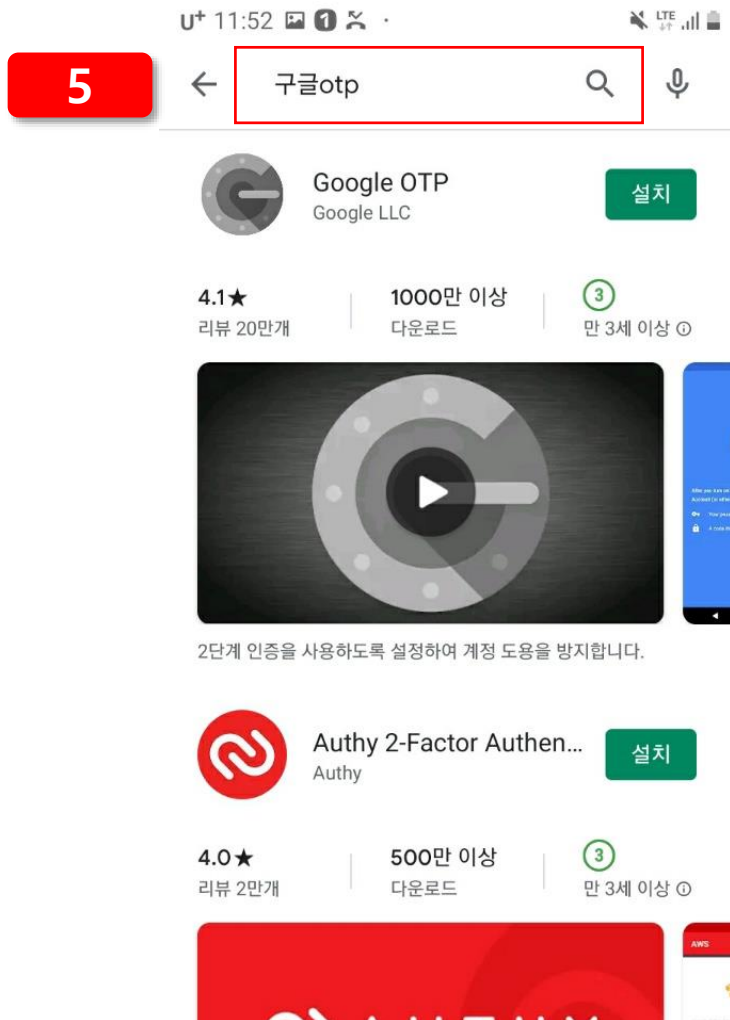 U+ 11:52 1 LTE
5
구글otp
Google OTP
Google LLC
설치
4.1★
리뷰 20만개
1000만 이상
다운로드
3
만 3세 이상
2단계 인증을 사용하도록 설정하여 계정 도용을 방지합니다.
Authy 2-Factor Authen...
Authy
설치
4.0★
리뷰 2만개
500만 이상
다운로드
3
만 3세 이상
AWS